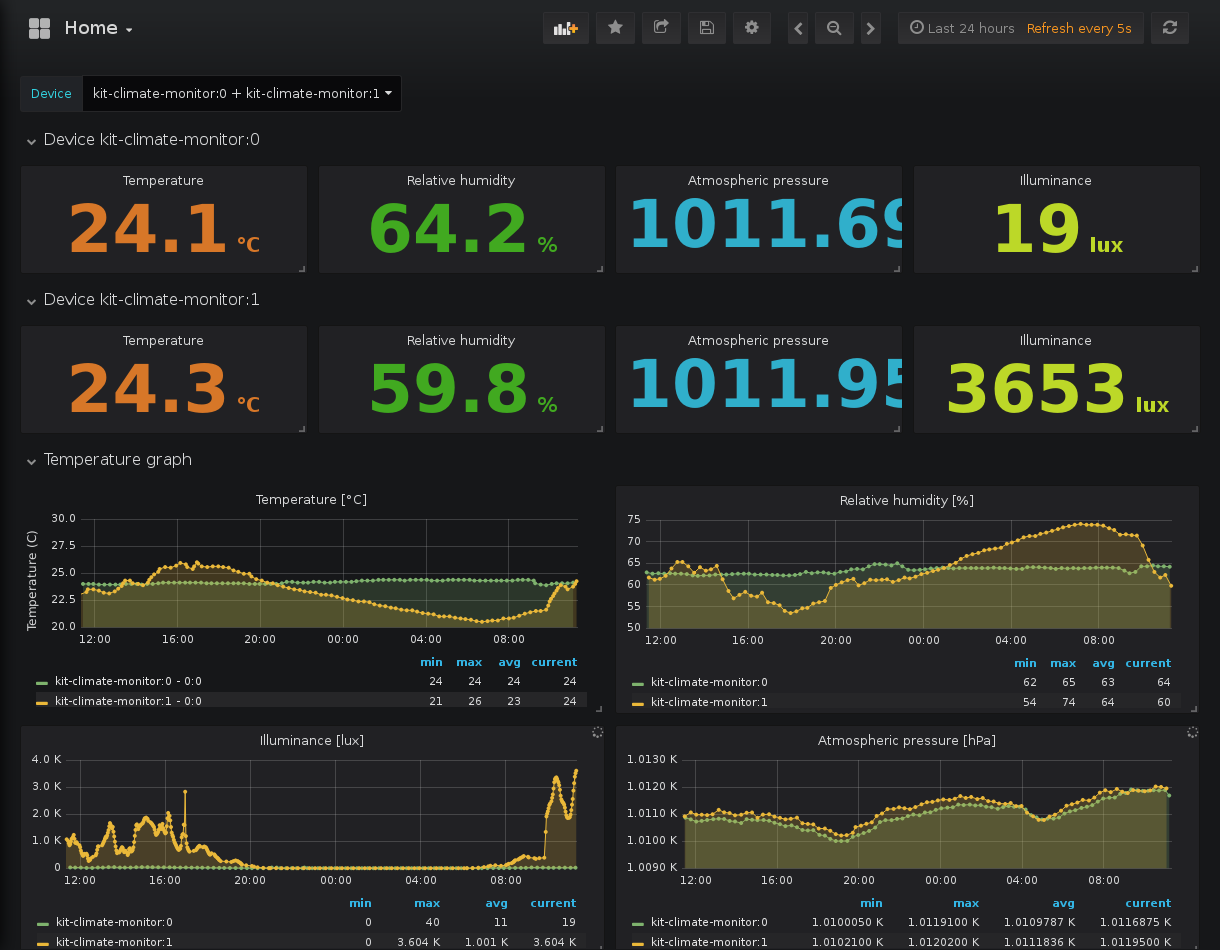 Home
Last 24 hours Refresh every 5s
Device kit-climate-monitor:0 + kit-climate-monitor:1
Device kit-climate-monitor:0
Temperature Relative humidity Atmospheric pressure Illuminance
24.1 °C 64.2 % 1011.69 19 lux
Device kit-climate-monitor:1
Temperature Relative humidity Atmospheric pressure Illuminance
24.3 °C 59.8 % 1011.95 3653 lux
Temperature graph
Temperature [°C]
Temperature (C)
30.0
27.5
25.0
22.5
20.0
12:00 16:00 20:00 00:00 04:00 08:00
min max avg current
kit-climate-monitor:0 - 0:0 24 24 24 24
kit-climate-monitor:1 - 0:0 21 26 23 24
Relative humidity [%]
75
70
65
60
55
50
12:00 16:00 20:00 00:00 04:00 08:00
min max avg current
kit-climate-monitor:0 62 65 63 64
kit-climate-monitor:1 54 74 64 60
Illuminance [lux]
4.0 K
3.0 K
2.0 K
1.0 K
0
12:00 16:00 20:00 00:00 04:00 08:00
min max avg current
kit-climate-monitor:0 0 40 11 19
kit-climate-monitor:1 0 3.604 K 1.001 K 3.604 K
Atmospheric pressure [hPa]
1.0130 K
1.0120 K
1.0110 K
1.0100 K
1.0090 K
12:00 16:00 20:00 00:00 04:00 08:00
min max avg current
kit-climate-monitor:0 1.0100050 K 1.0119100 K 1.0109787 K 1.0116875 K
kit-climate-monitor:1 1.0102100 K 1.0120200 K 1.0111836 K 1.0119500 K